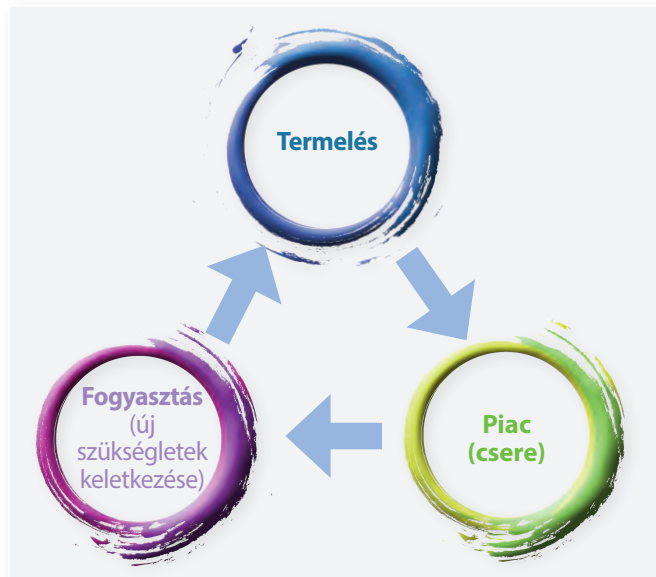 Termelés
Piac
(csere)
Fogyasztás
(új
szükségletek
keletkezése)